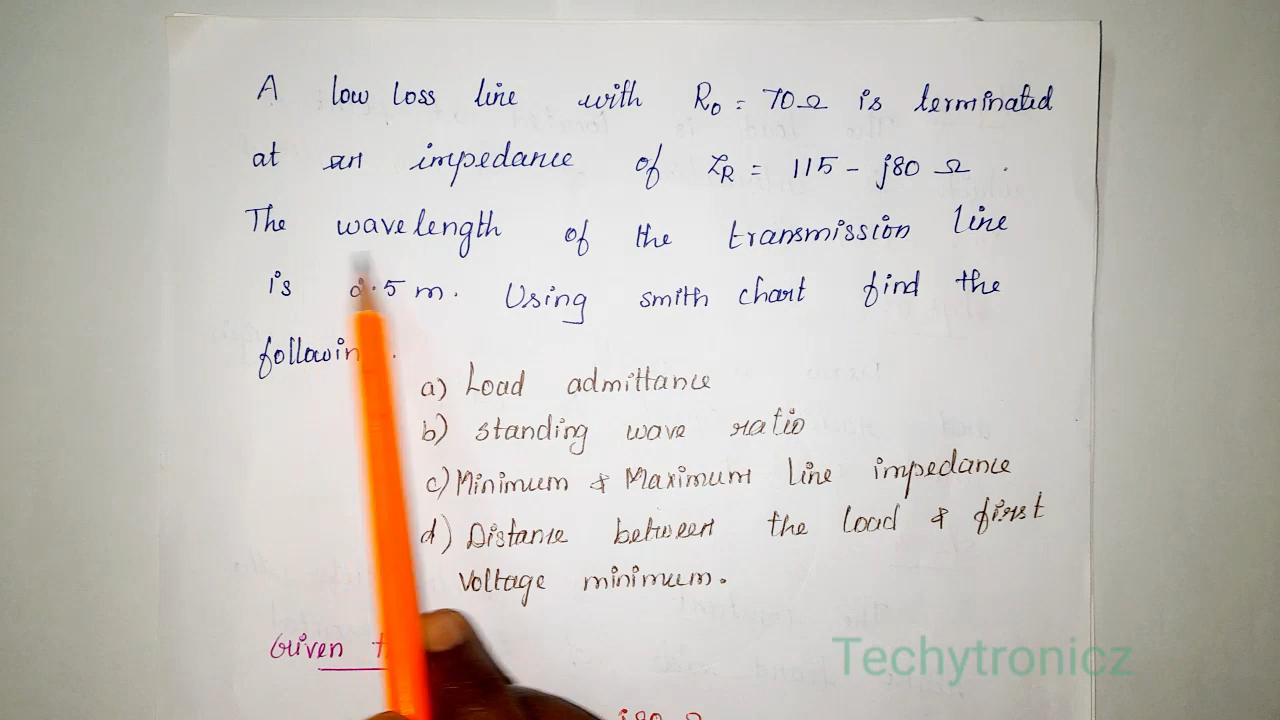 A low loss line with R₀ = 70Ω is terminated
at an impedance of Z_R = 115 - j80 Ω.
The wavelength of the transmission line
is .5 m. Using smith chart find the
a) Load admittance
b) standing wave ratio
c) Minimum & Maximum line impedance
d) Distance between the load & first
voltage minimum.
Given
Techytronicz
j80 Ω